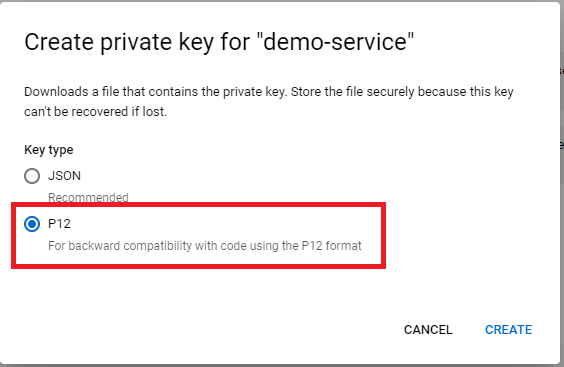 Create private key for "demo-service"
Downloads a file that contains the private key. Store the file securely because this key
can't be recovered if lost.
Key type
JSON
Recommended
P12
For backward compatibility with code using the P12 format
CANCEL
CREATE